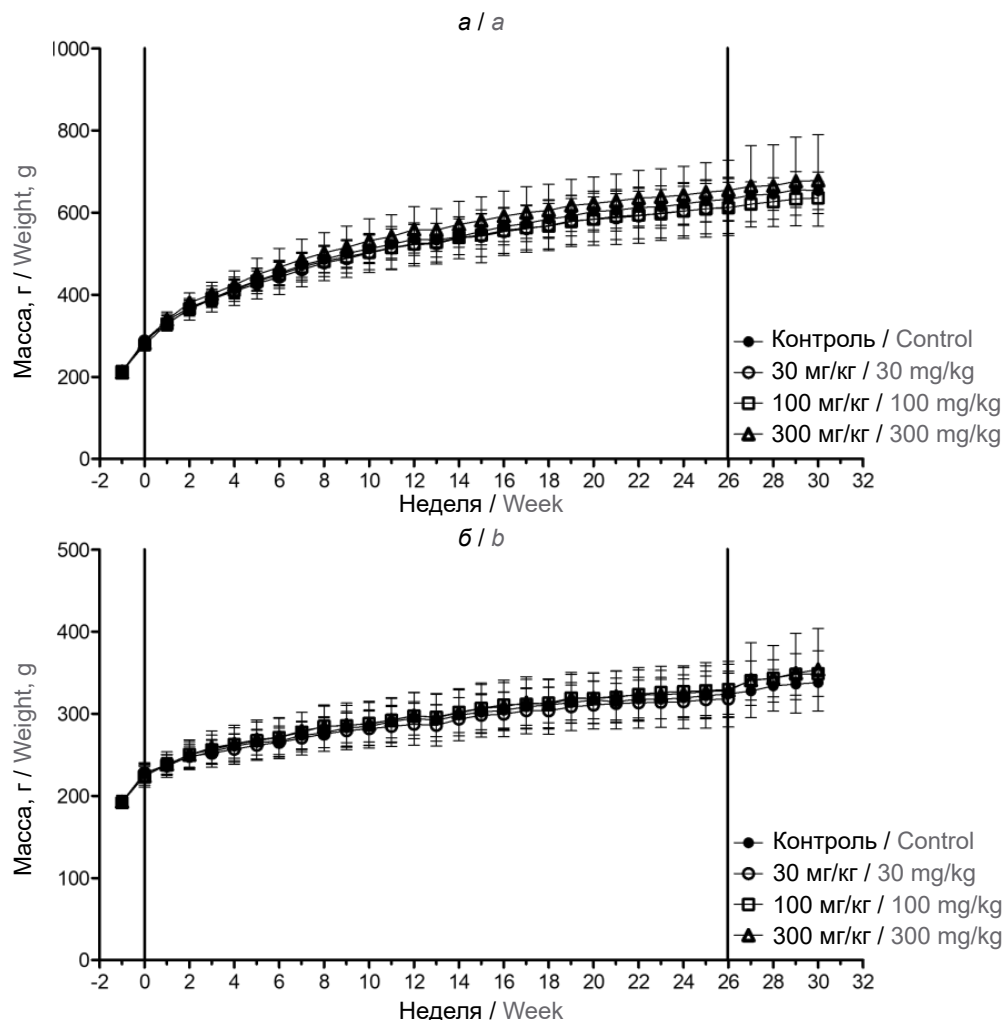 а / a
1000
800
600
400
200
0
Масса, г / Weight, g
-2 0 2 4 6 8 10 12 14 16 18 20 22 24 26 28 30 32
Неделя / Week
Контроль / Control
30 мг/кг / 30 mg/kg
100 мг/кг / 100 mg/kg
300 мг/кг / 300 mg/kg
б / b
500
400
300
200
100
0
Масса, г / Weight, g
-2 0 2 4 6 8 10 12 14 16 18 20 22 24 26 28 30 32
Неделя / Week
Контроль / Control
30 мг/кг / 30 mg/kg
100 мг/кг / 100 mg/kg
300 мг/кг / 300 mg/kg